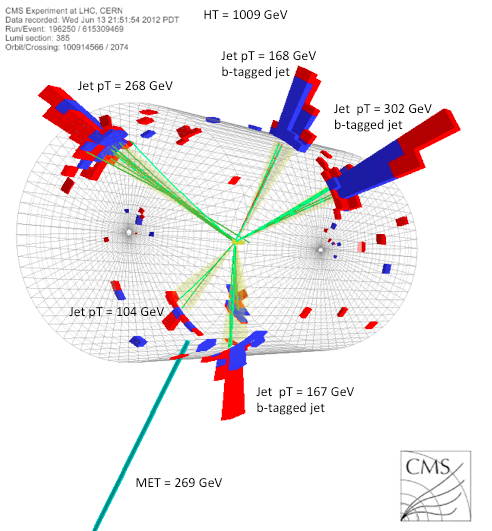 CMS Experiment at LHC, CERN
Data recorded: Wed Jun 13 21:51:54 2012 PDT
Run/Event: 196250 / 615309469
Lumi section: 385
Orbit/Crossing: 100914566 / 2074
HT = 1009 GeV
Jet pT = 168 GeV
b-tagged jet
Jet pT = 268 GeV
Jet pT = 302 GeV
b-tagged jet
Jet pT = 104 GeV
Jet pT = 167 GeV
b-tagged jet
MET = 269 GeV
CMS